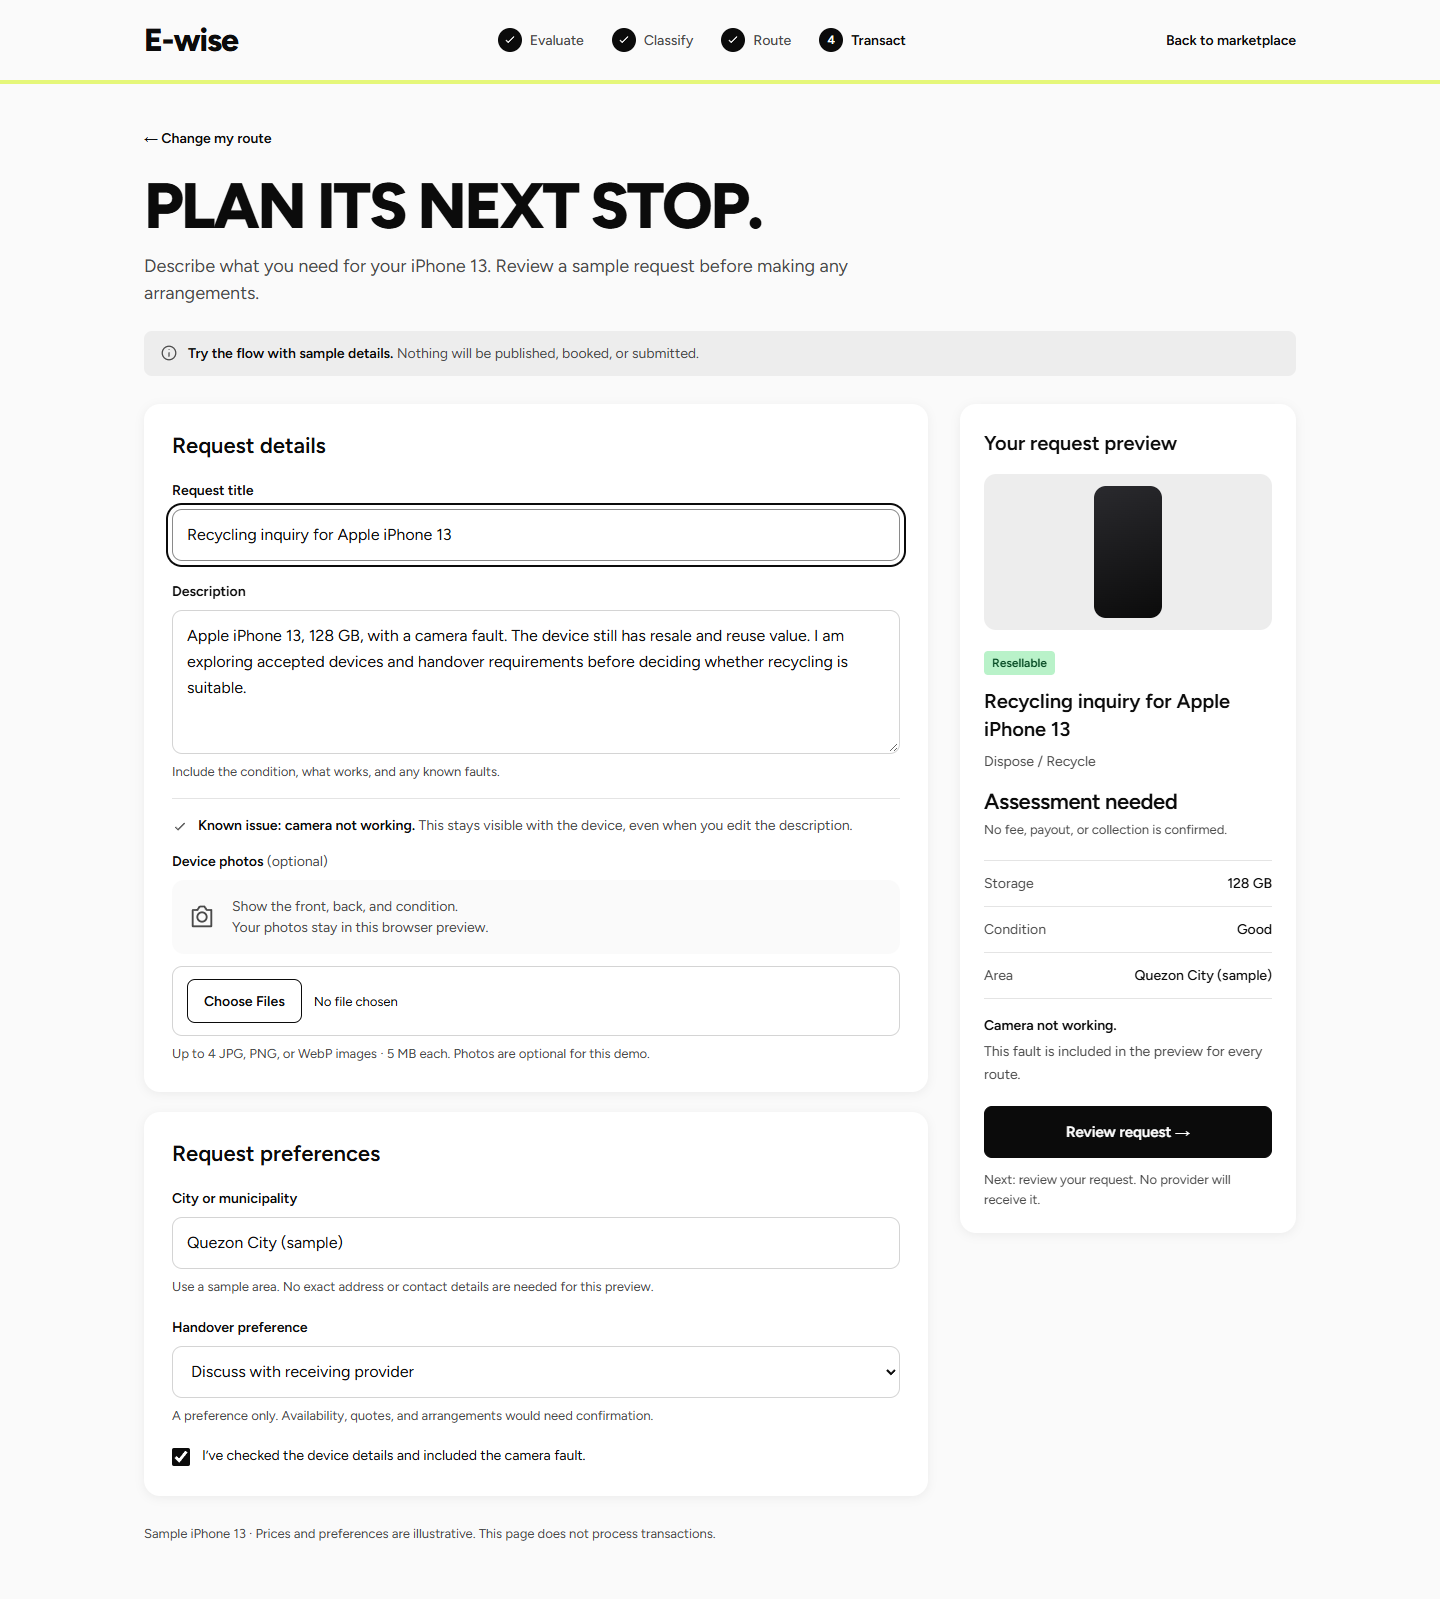 E-wise
Evaluate
Classify
Route
4 Transact
Back to marketplace
← Change my route
PLAN ITS NEXT STOP.
Describe what you need for your iPhone 13. Review a sample request before making any
arrangements.
Try the flow with sample details. Nothing will be published, booked, or submitted.
Request details
Request title
Recycling inquiry for Apple iPhone 13
Description
Apple iPhone 13, 128 GB, with a camera fault. The device still has resale and reuse value. I am
exploring accepted devices and handover requirements before deciding whether recycling is
suitable.
Include the condition, what works, and any known faults.
Known issue: camera not working. This stays visible with the device, even when you edit the description.
Device photos (optional)
Show the front, back, and condition.
Your photos stay in this browser preview.
Choose Files No file chosen
Up to 4 JPG, PNG, or WebP images · 5 MB each. Photos are optional for this demo.
Request preferences
City or municipality
Quezon City (sample)
Use a sample area. No exact address or contact details are needed for this preview.
Handover preference
Discuss with receiving provider
A preference only. Availability, quotes, and arrangements would need confirmation.
I've checked the device details and included the camera fault.
Your request preview
Resellable
Recycling inquiry for Apple
iPhone 13
Dispose / Recycle
Assessment needed
No fee, payout, or collection is confirmed.
Storage 128 GB
Condition Good
Area Quezon City (sample)
Camera not working.
This fault is included in the preview for every
route.
Review request →
Next: review your request. No provider will
receive it.
Sample iPhone 13 · Prices and preferences are illustrative. This page does not process transactions.